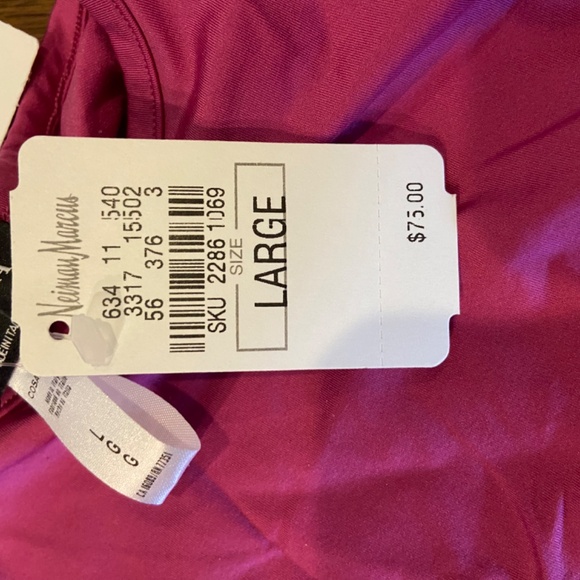 Neiman Marcus
634 11 540
3317 15502
56 376 3
SKU 2286 1069
SIZE
LARGE
$75.00
L
G
G